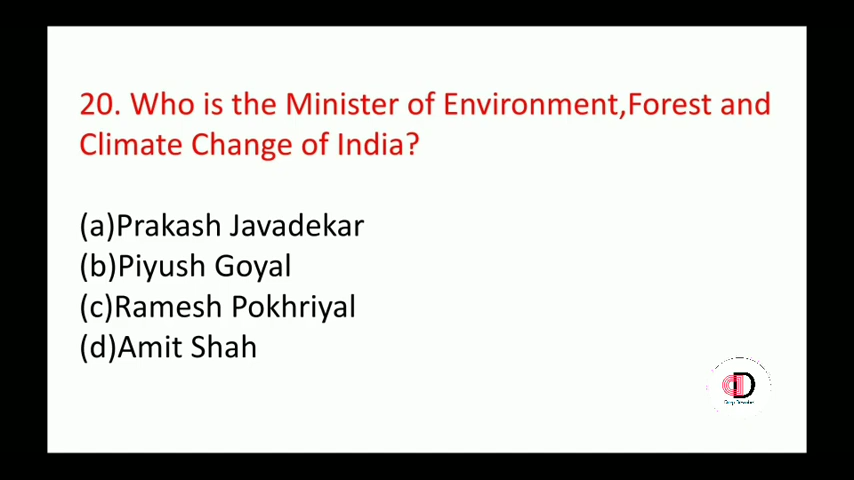 20. Who is the Minister of Environment,Forest and
Climate Change of India?
(a)Prakash Javadekar
(b)Piyush Goyal
(c)Ramesh Pokhriyal
(d)Amit Shah